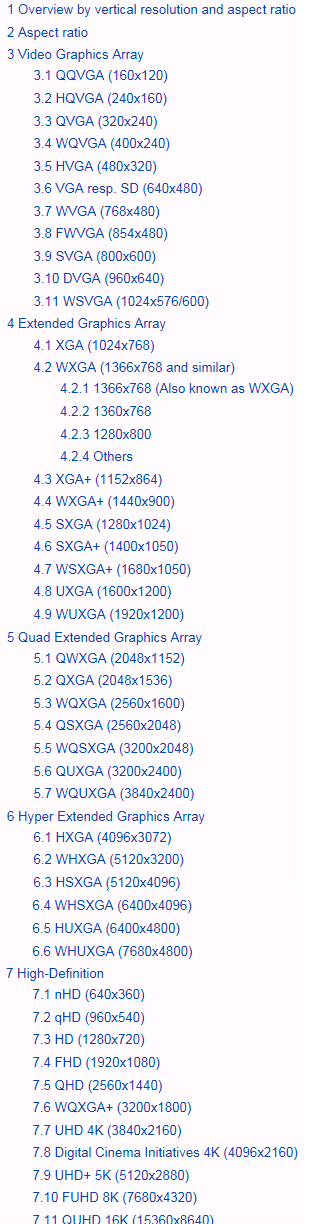 1 Overview by vertical resolution and aspect ratio
2 Aspect ratio
3 Video Graphics Array
3.1 QQVGA (160x120)
3.2 HQVGA (240x160)
3.3 QVGA (320x240)
3.4 WQVGA (400x240)
3.5 HVGA (480x320)
3.6 VGA resp. SD (640x480)
3.7 WVGA (768x480)
3.8 FWVGA (854x480)
3.9 SVGA (800x600)
3.10 DVGA (960x640)
3.11 WSVGA (1024x576/600)
4 Extended Graphics Array
4.1 XGA (1024x768)
4.2 WXGA (1366x768 and similar)
4.2.1 1366x768 (Also known as WXGA)
4.2.2 1360x768
4.2.3 1280x800
4.2.4 Others
4.3 XGA+ (1152x864)
4.4 WXGA+ (1440x900)
4.5 SXGA (1280x1024)
4.6 SXGA+ (1400x1050)
4.7 WSXGA+ (1680x1050)
4.8 UXGA (1600x1200)
4.9 WUXGA (1920x1200)
5 Quad Extended Graphics Array
5.1 QWXGA (2048x1152)
5.2 QXGA (2048x1536)
5.3 WQXGA (2560x1600)
5.4 QSXGA (2560x2048)
5.5 WQSXGA (3200x2048)
5.6 QUXGA (3200x2400)
5.7 WQUXGA (3840x2400)
6 Hyper Extended Graphics Array
6.1 HXGA (4096x3072)
6.2 WHXGA (5120x3200)
6.3 HSXGA (5120x4096)
6.4 WHSXGA (6400x4096)
6.5 HUXGA (6400x4800)
6.6 WHUXGA (7680x4800)
7 High-Definition
7.1 nHD (640x360)
7.2 qHD (960x540)
7.3 HD (1280x720)
7.4 FHD (1920x1080)
7.5 QHD (2560x1440)
7.6 WQXGA+ (3200x1800)
7.7 UHD 4K (3840x2160)
7.8 Digital Cinema Initiatives 4K (4096x2160)
7.9 UHD+ 5K (5120x2880)
7.10 FUHD 8K (7680x4320)
7.11 QUHD 16K (15360x8640)